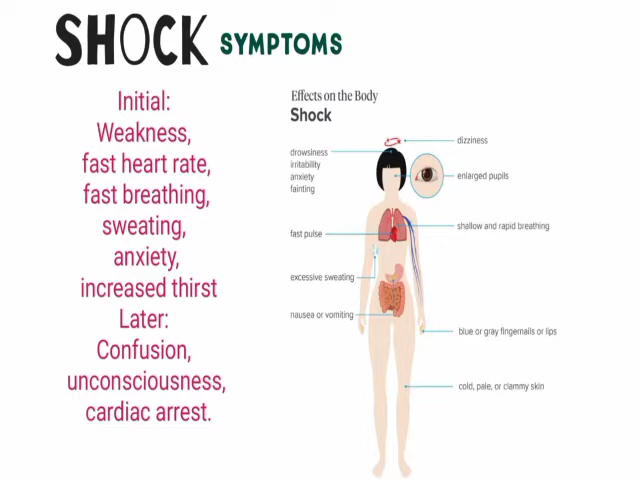 SHOCK SYMPTOMS
Initial:
Weakness,
fast heart rate,
fast breathing,
sweating,
anxiety,
increased thirst
Later:
Confusion,
unconsciousness,
cardiac arrest.
Effects on the Body
Shock
drowsiness
irritability
anxiety
fainting
fast pulse
excessive sweating
nausea or vomiting
dizziness
enlarged pupils
shallow and rapid breathing
blue or gray fingernails or lips
cold, pale, or clammy skin